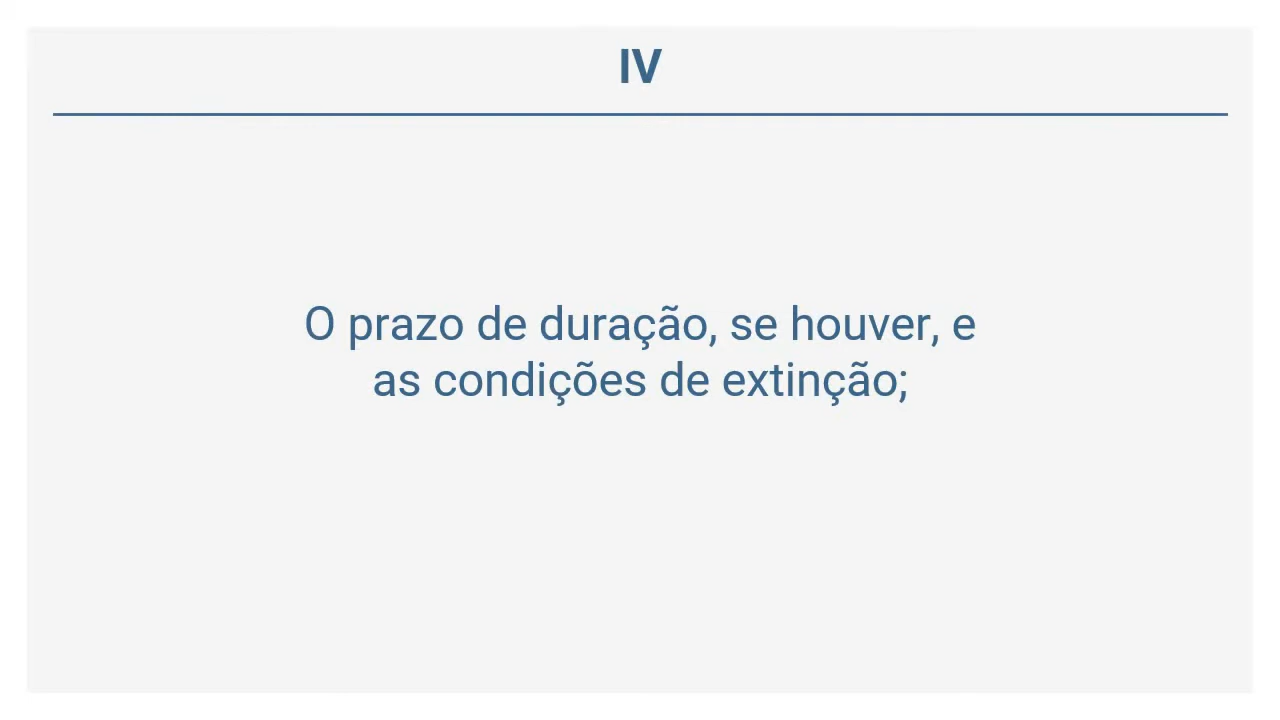 IV
O prazo de duração, se houver, e
as condições de extinção;